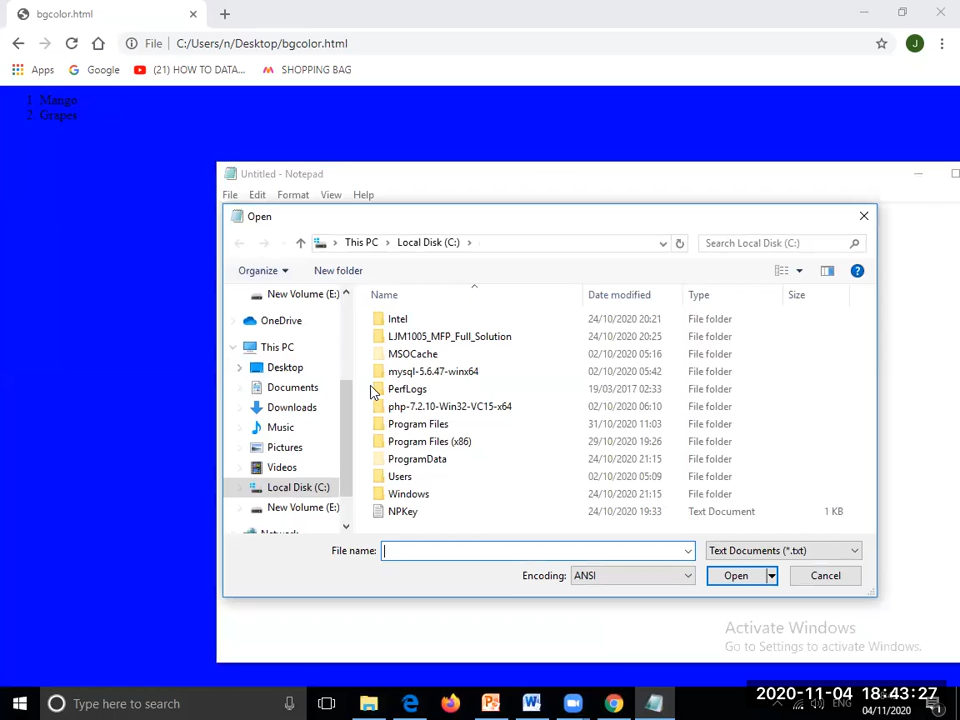 bgcolor.html
File C:/Users/n/Desktop/bgcolor.html J
Apps Google (21) HOW TO DATA... SHOPPING BAG
1. Mango
2. Grapes
Untitled - Notepad
File Edit Format View Help
Open
This PC Local Disk (C:) Search Local Disk (C:)
Organize New folder
Name Date modified Type Size
New Volume (E:)
OneDrive
This PC
Desktop
Documents
Downloads
Music
Pictures
Videos
Local Disk (C:)
New Volume (E:)
Network
Intel 24/10/2020 20:21 File folder
LJM1005_MFP_Full_Solution 24/10/2020 20:25 File folder
MSOCache 02/10/2020 05:16 File folder
mysql-5.6.47-winx64 02/10/2020 05:42 File folder
PerfLogs 19/03/2017 02:33 File folder
php-7.2.10-Win32-VC15-x64 02/10/2020 06:10 File folder
Program Files 31/10/2020 11:03 File folder
Program Files (x86) 29/10/2020 19:26 File folder
ProgramData 24/10/2020 21:15 File folder
Users 02/10/2020 05:09 File folder
Windows 24/10/2020 21:15 File folder
NPKey 24/10/2020 19:33 Text Document 1 KB
File name: Text Documents (*.txt)
Encoding: ANSI Open Cancel
Activate Windows
Go to Settings to activate Windows.
Type here to search
2020-11-04 18:43:27
ENG 04/11/2020